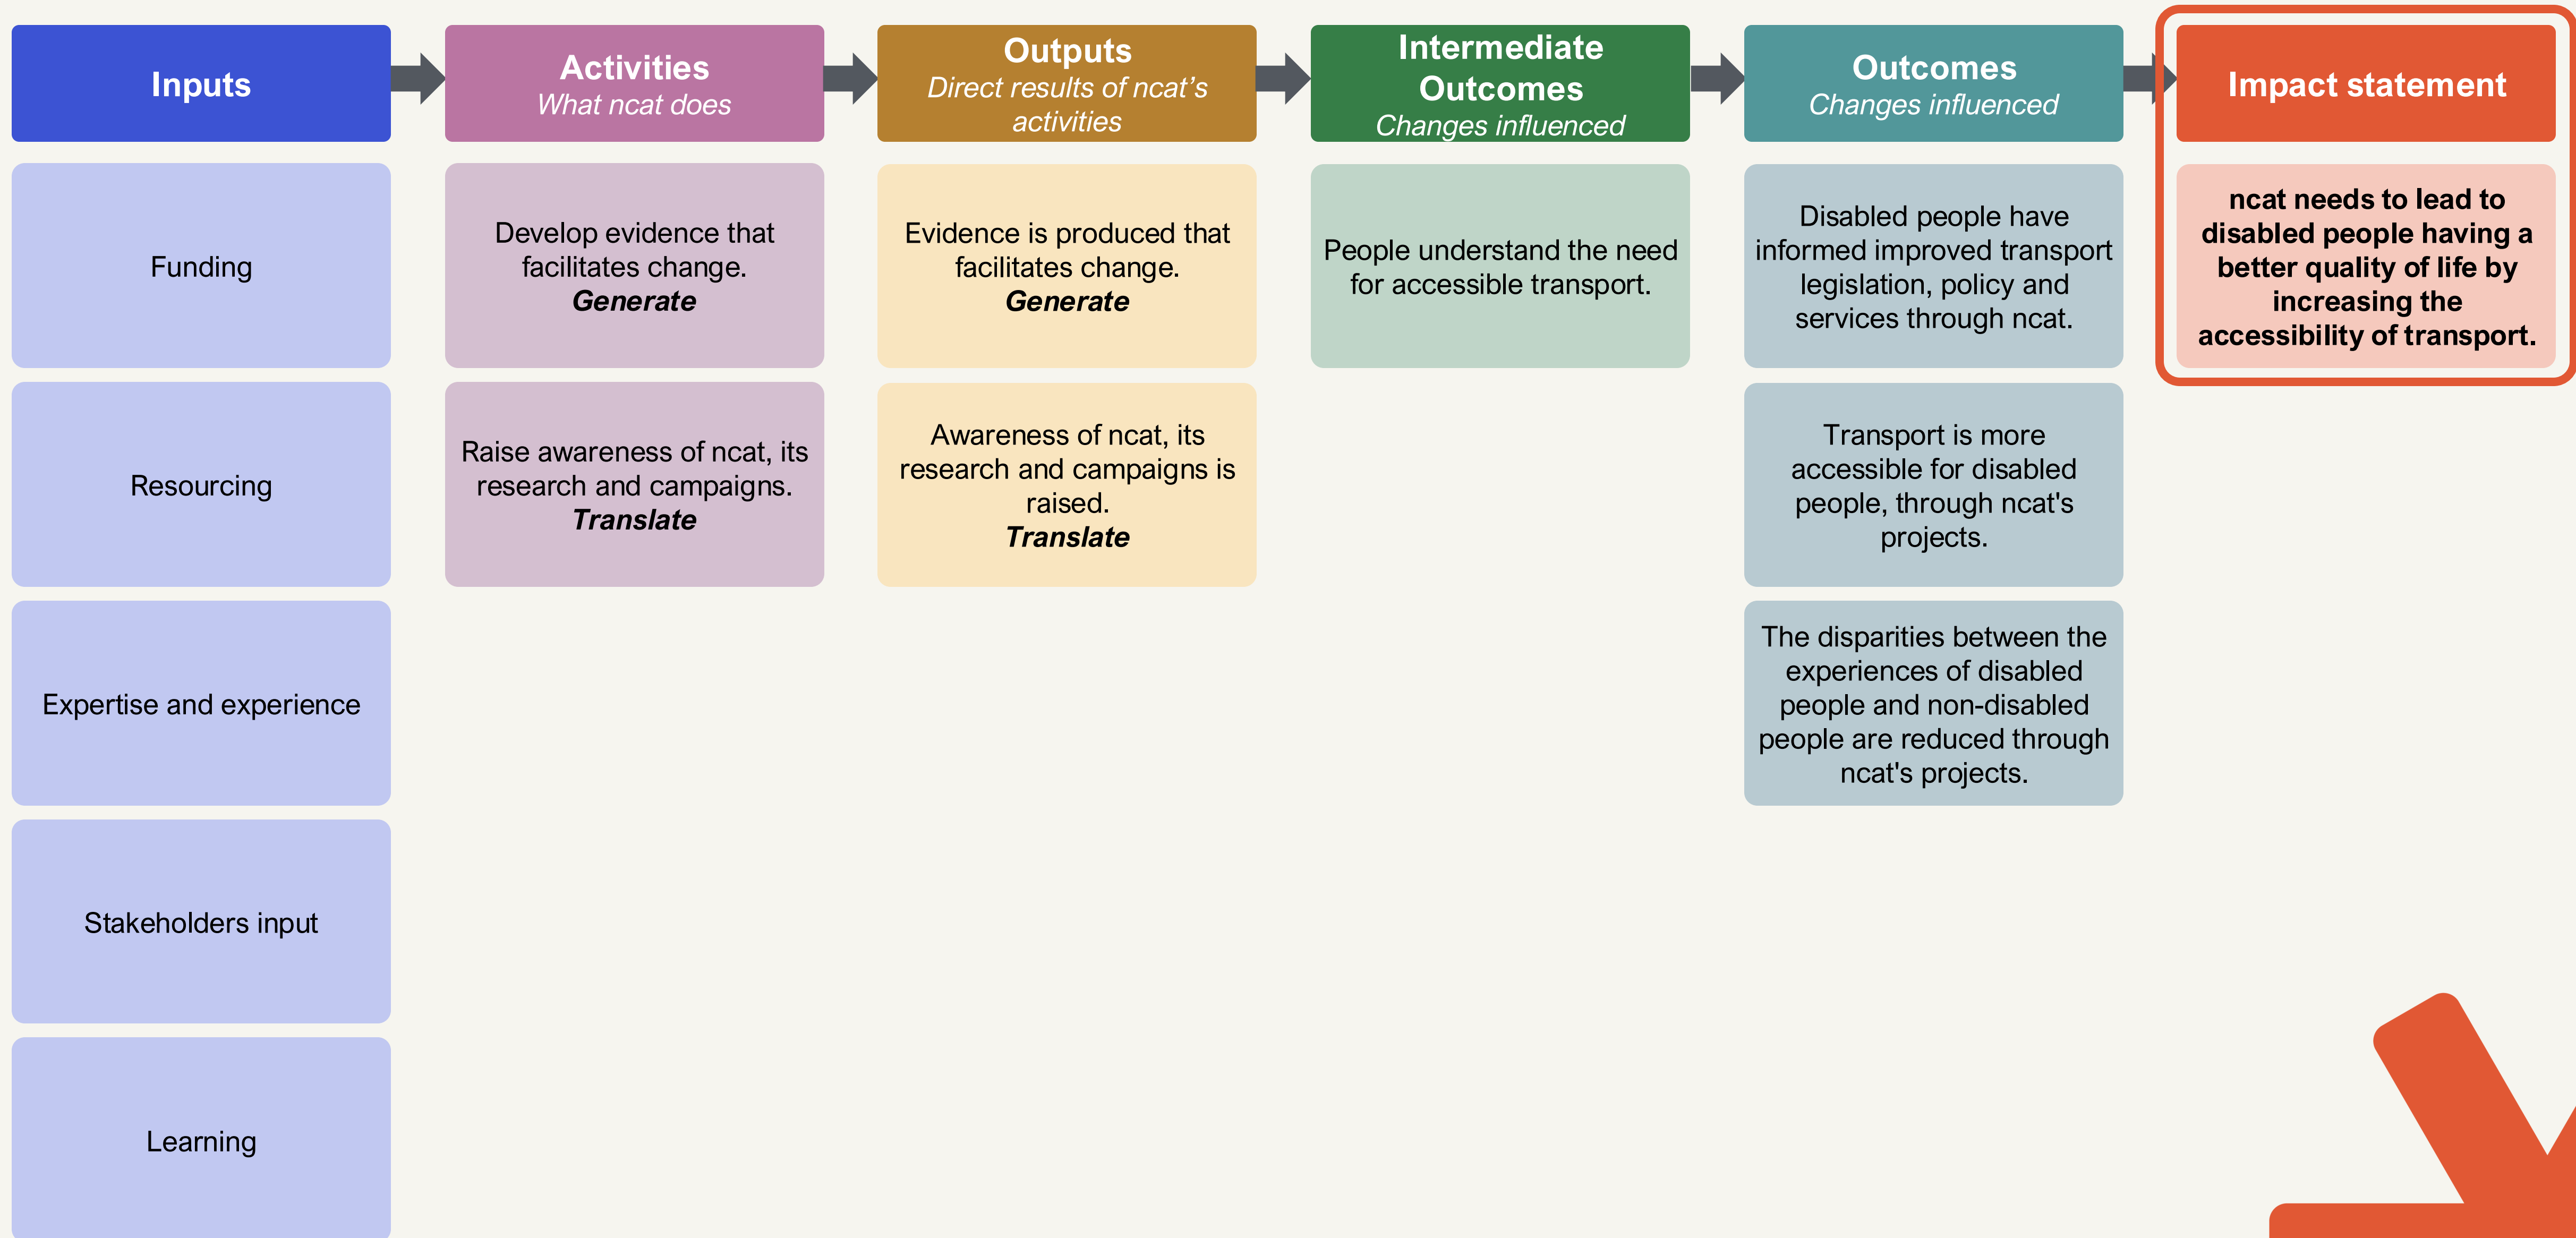 Inputs
Activities
What ncat does
Outputs
Direct results of ncat’s
activities
Intermediate
Outcomes
Changes influenced
Outcomes
Changes influenced
Impact statement
Funding
Resourcing
Expertise and experience
Stakeholders input
Learning
Develop evidence that
facilitates change.
Generate
Raise awareness of ncat, its
research and campaigns.
Translate
Evidence is produced that
facilitates change.
Generate
Awareness of ncat, its
research and campaigns is
raised.
Translate
People understand the need
for accessible transport.
Disabled people have
informed improved transport
legislation, policy and
services through ncat.
Transport is more
accessible for disabled
people, through ncat's
projects.
The disparities between the
experiences of disabled
people and non-disabled
people are reduced through
ncat's projects.
ncat needs to lead to
disabled people having a
better quality of life by
increasing the
accessibility of transport.